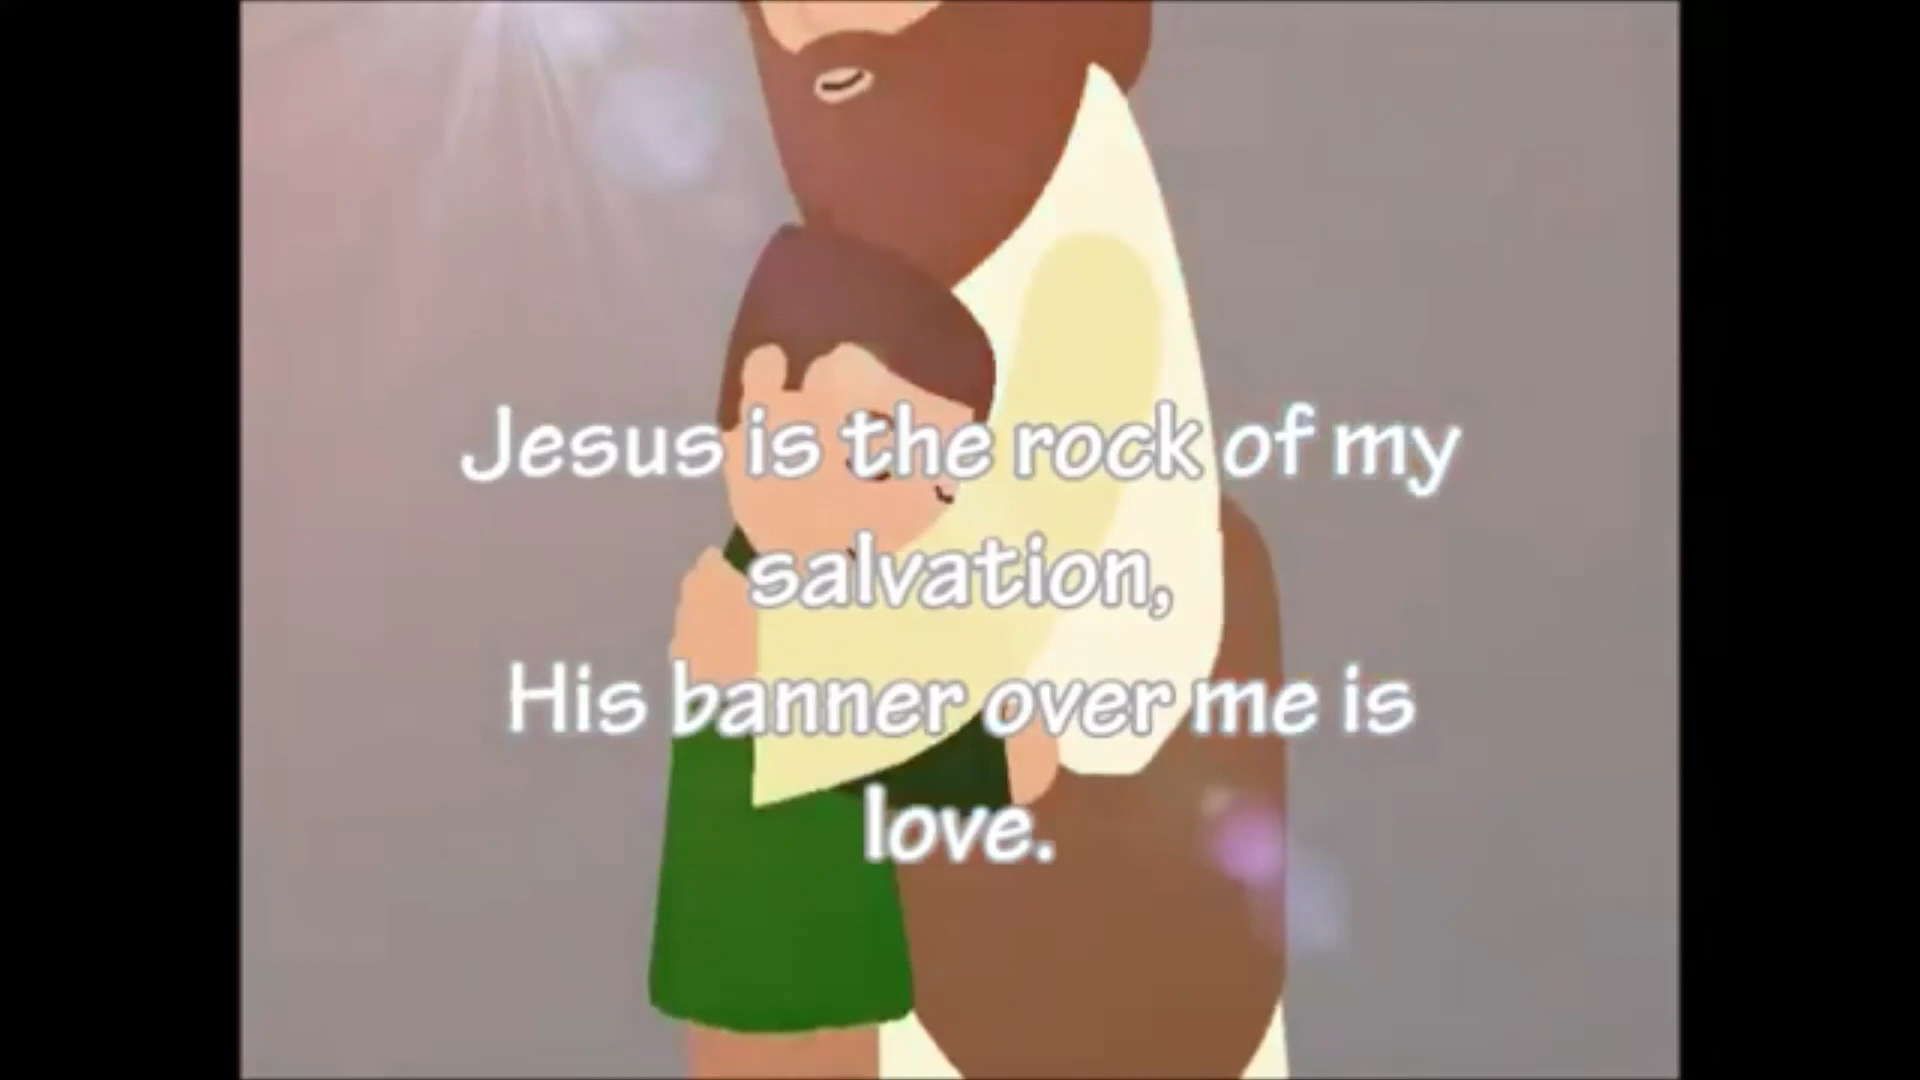 Jesus is the rock of my
salvation,
His banner over me is
love.